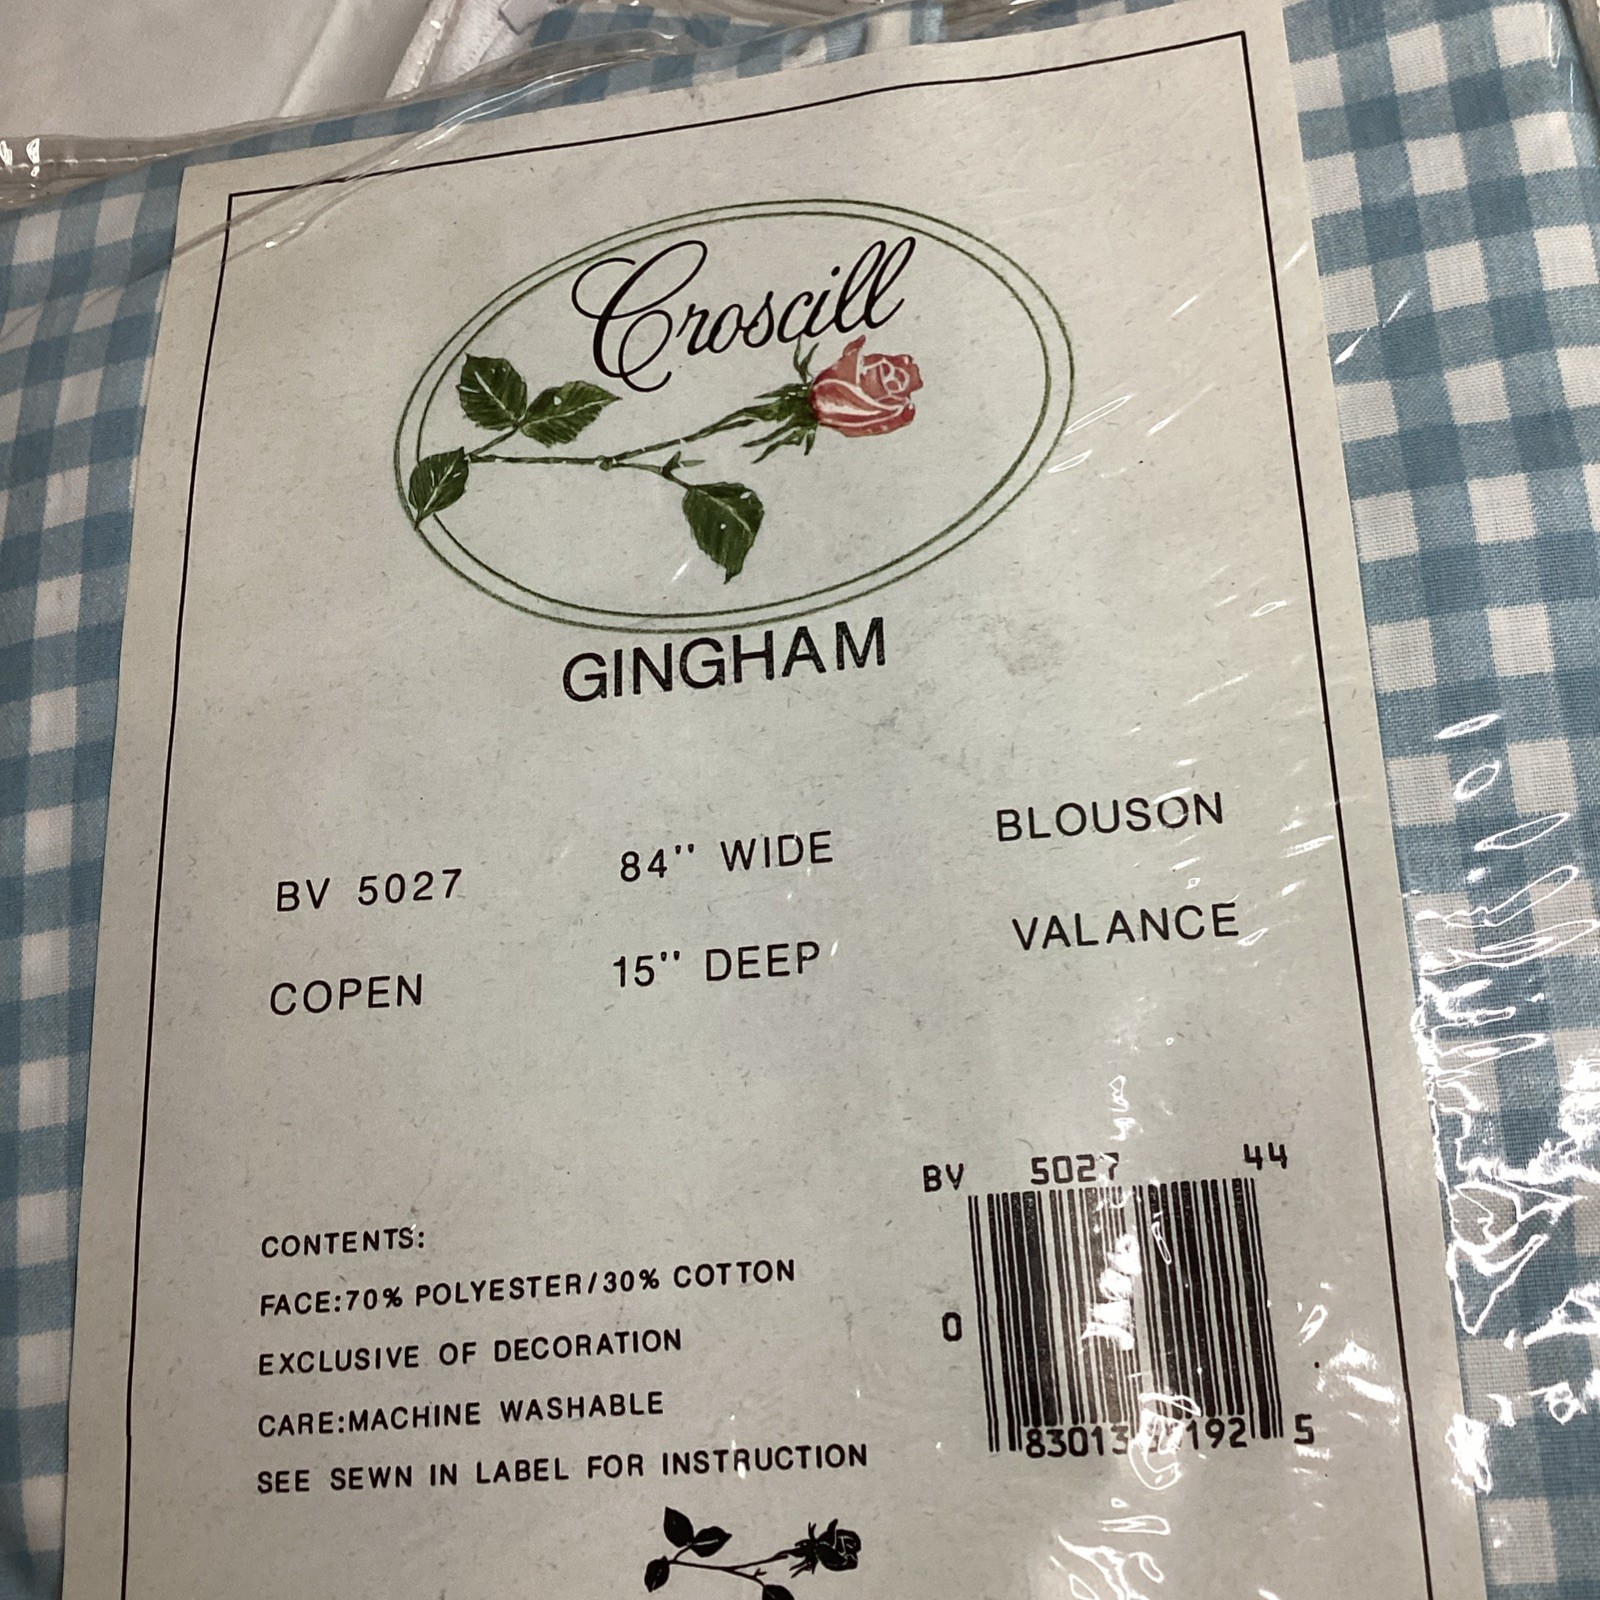 Croscill
GINGHAM
BV 5027 84" WIDE BLOUSON
COPEN 15" DEEP VALANCE
BV 5027 44
CONTENTS:
FACE:70% POLYESTER/30% COTTON
EXCLUSIVE OF DECORATION
CARE:MACHINE WASHABLE
SEE SEWN IN LABEL FOR INSTRUCTION
0 5